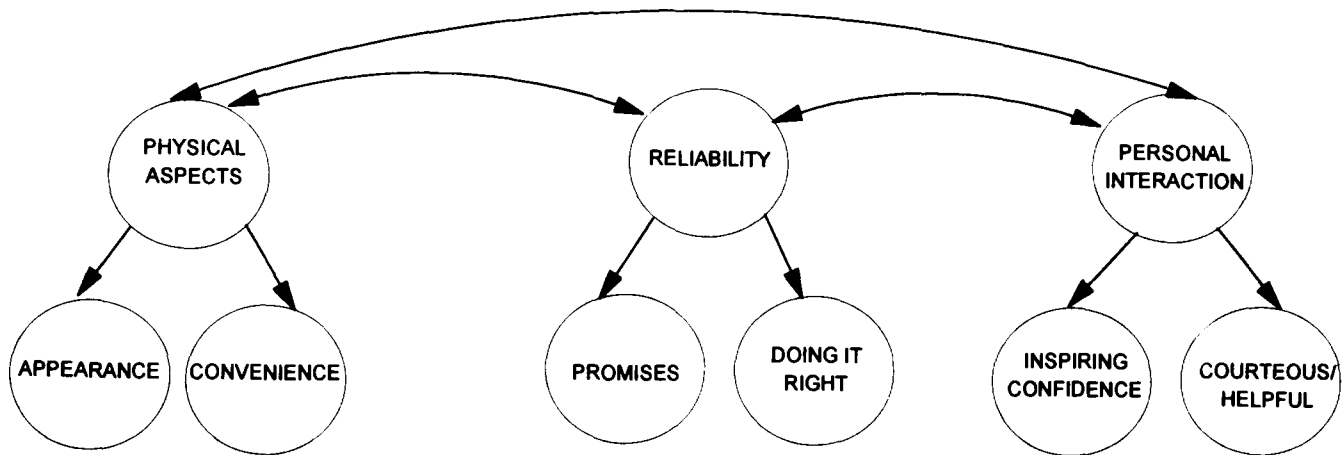 PHYSICAL
ASPECTS
RELIABILITY
PERSONAL
INTERACTION
APPEARANCE
CONVENIENCE
PROMISES
DOING IT
RIGHT
INSPIRING
CONFIDENCE
COURTEOUS/
HELPFUL